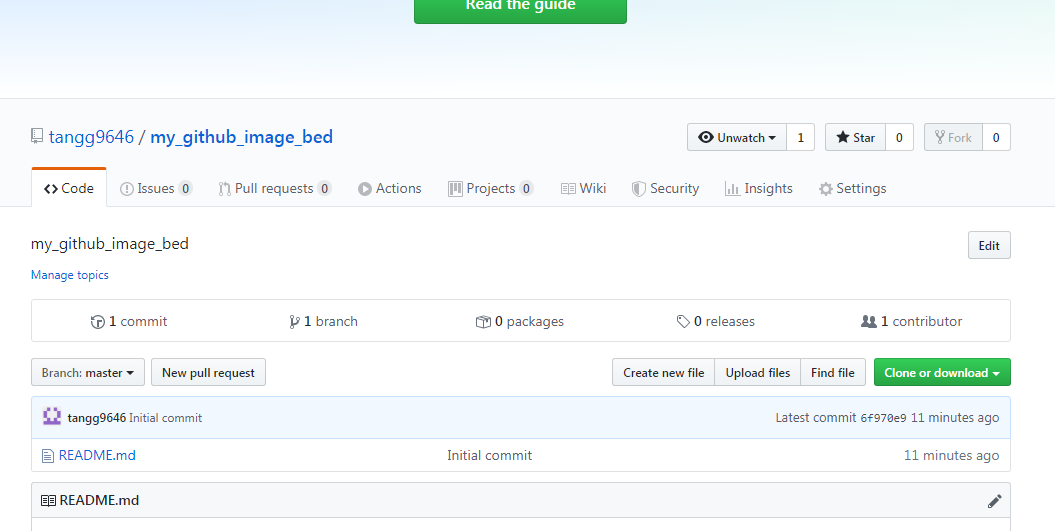 Read the guide
tangg9646 / my_github_image_bed
Unwatch 1 Star 0 Fork 0
Code Issues 0 Pull requests 0 Actions Projects 0 Wiki Security Insights Settings
my_github_image_bed
Edit
Manage topics
1 commit 1 branch 0 packages 0 releases 1 contributor
Branch: master New pull request Create new file Upload files Find file Clone or download
tangg9646 Initial commit Latest commit 6f970e9 11 minutes ago
README.md Initial commit 11 minutes ago
README.md